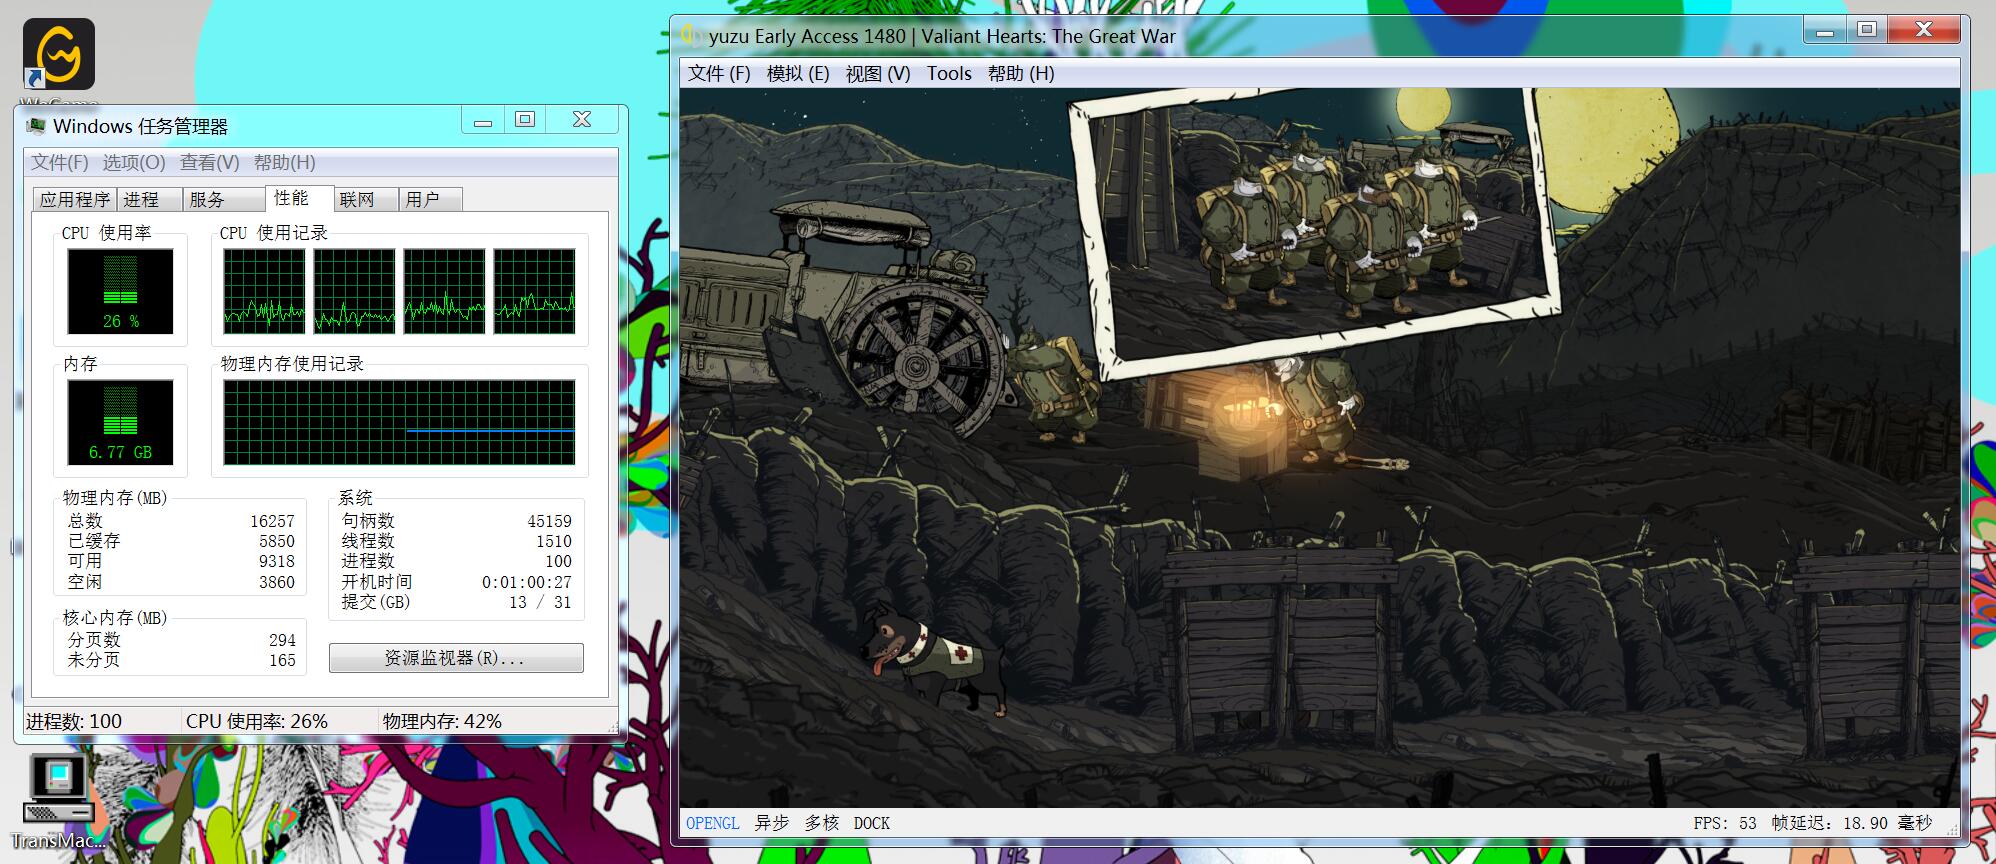 WeGame
Windows 任务管理器
文件(F) 选项(O) 查看(V) 帮助(H)
应用程序 进程 服务 性能 联网 用户
CPU 使用率
CPU 使用记录
26 %
内存
物理内存使用记录
6.77 GB
物理内存(MB)
总数 16257
已缓存 5850
可用 9318
空闲 3860
系统
句柄数 45159
线程数 1510
进程数 100
开机时间 0:01:00:27
提交(GB) 13 / 31
核心内存(MB)
分页数 294
未分页 165
资源监视器(R)...
进程数: 100 CPU 使用率: 26% 物理内存: 42%
TransMac...
yuzu Early Access 1480 | Valiant Hearts: The Great War
文件 (F) 模拟 (E) 视图 (V) Tools 帮助 (H)
OPENGL 异步 多核 DOCK FPS: 53 帧延迟: 18.90 毫秒